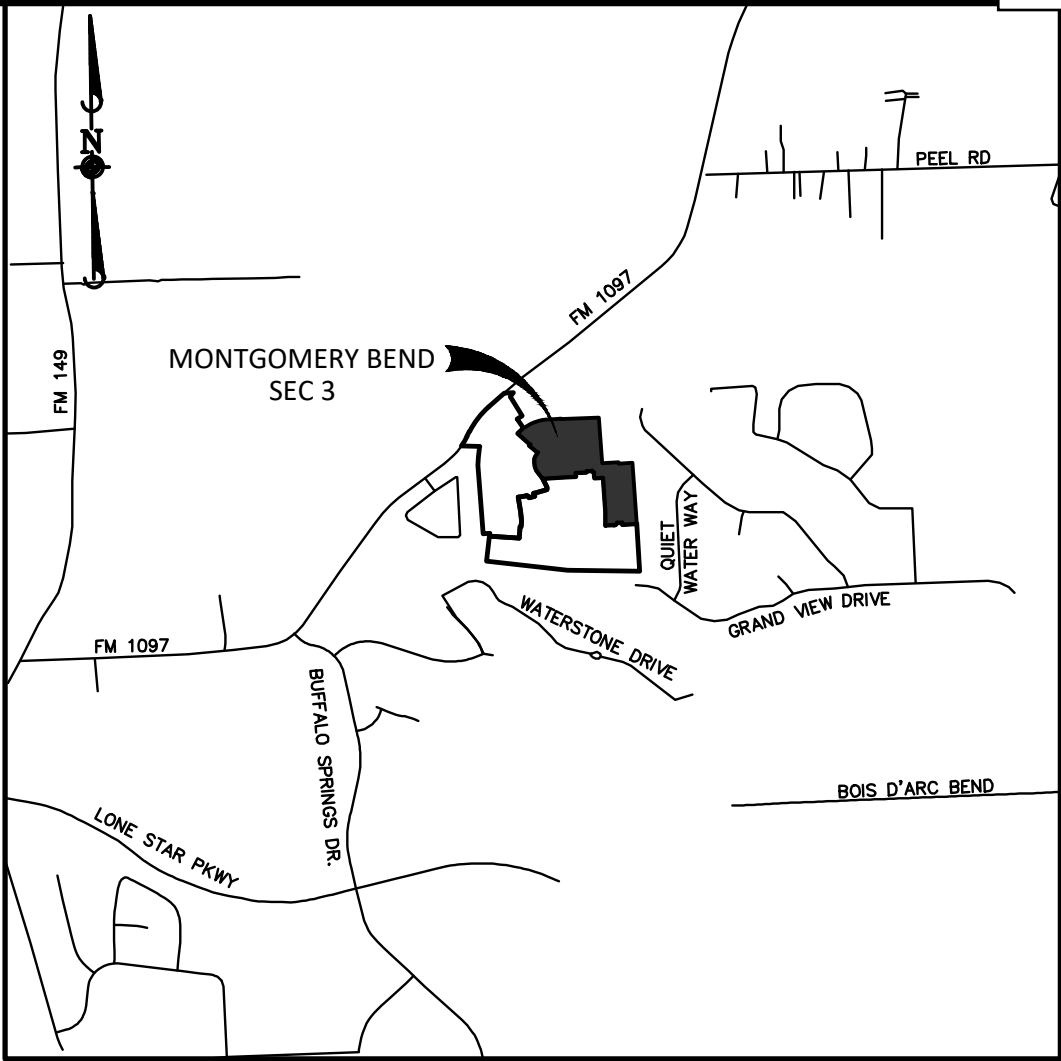 N
PEEL RD
FM 1097
MONTGOMERY BEND
SEC 3
FM 149
QUIET
WATER WAY
WATERSTONE DRIVE
GRAND VIEW DRIVE
FM 1097
BUFFALO SPRINGS DR.
BOIS D'ARC BEND
LONE STAR PKWY